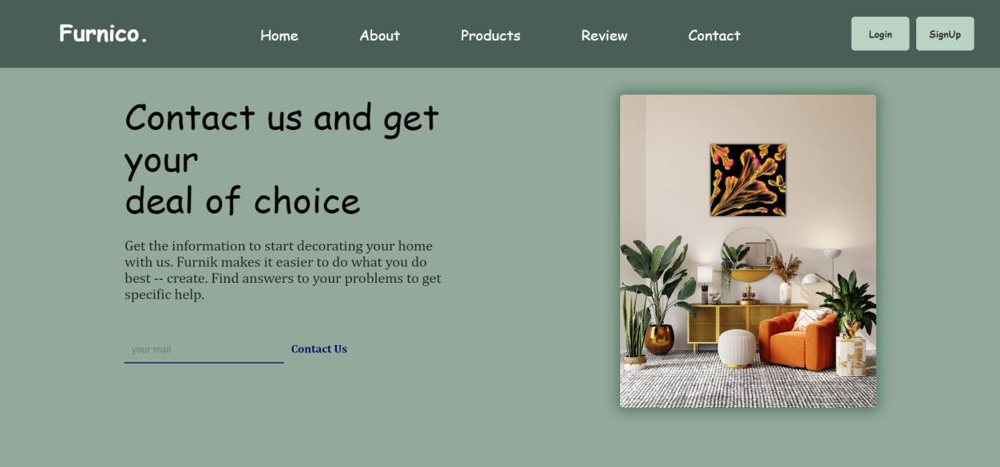 Furnico.
Home
About
Products
Review
Contact
Login
SignUp
Contact us and get
your
deal of choice
Get the information to start decorating your home
with us. Furnik makes it easier to do what you do
best -- create. Find answers to your problems to get
specific help.
your mail
Contact Us